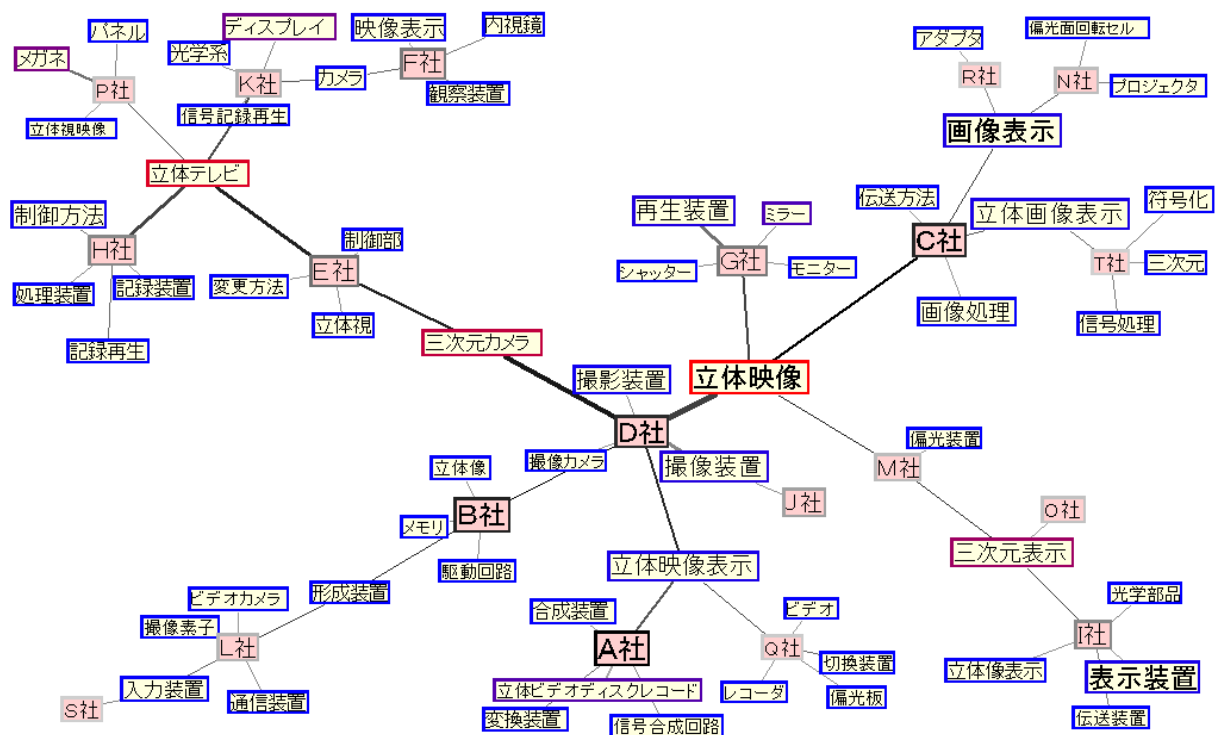 パネル
メガネ
P社
立体視映像
ディスプレイ
光学系
K社
カメラ
信号記録再生
映像表示
内視鏡
F社
観察装置
アダプタ
偏光面回転セル
R社
N社
プロジェクタ
画像表示
立体テレビ
制御方法
H社
処理装置
記録装置
記録再生
制御部
E社
変更方法
立体視
三次元カメラ
再生装置
ミラー
G社
シャッター
モニター
伝送方法
C社
立体画像表示
符号化
T社
三次元
信号処理
画像処理
立体映像
撮影装置
D社
撮像カメラ
撮像装置
J社
偏光装置
M社
O社
三次元表示
光学部品
I社
立体像表示
表示装置
伝送装置
立体像
B社
メモリ
駆動回路
形成装置
ビデオカメラ
撮像素子
L社
入力装置
通信装置
S社
立体映像表示
合成装置
A社
立体ビデオディスクレコード
変換装置
信号合成回路
ビデオ
Q社
切換装置
レコーダ
偏光板